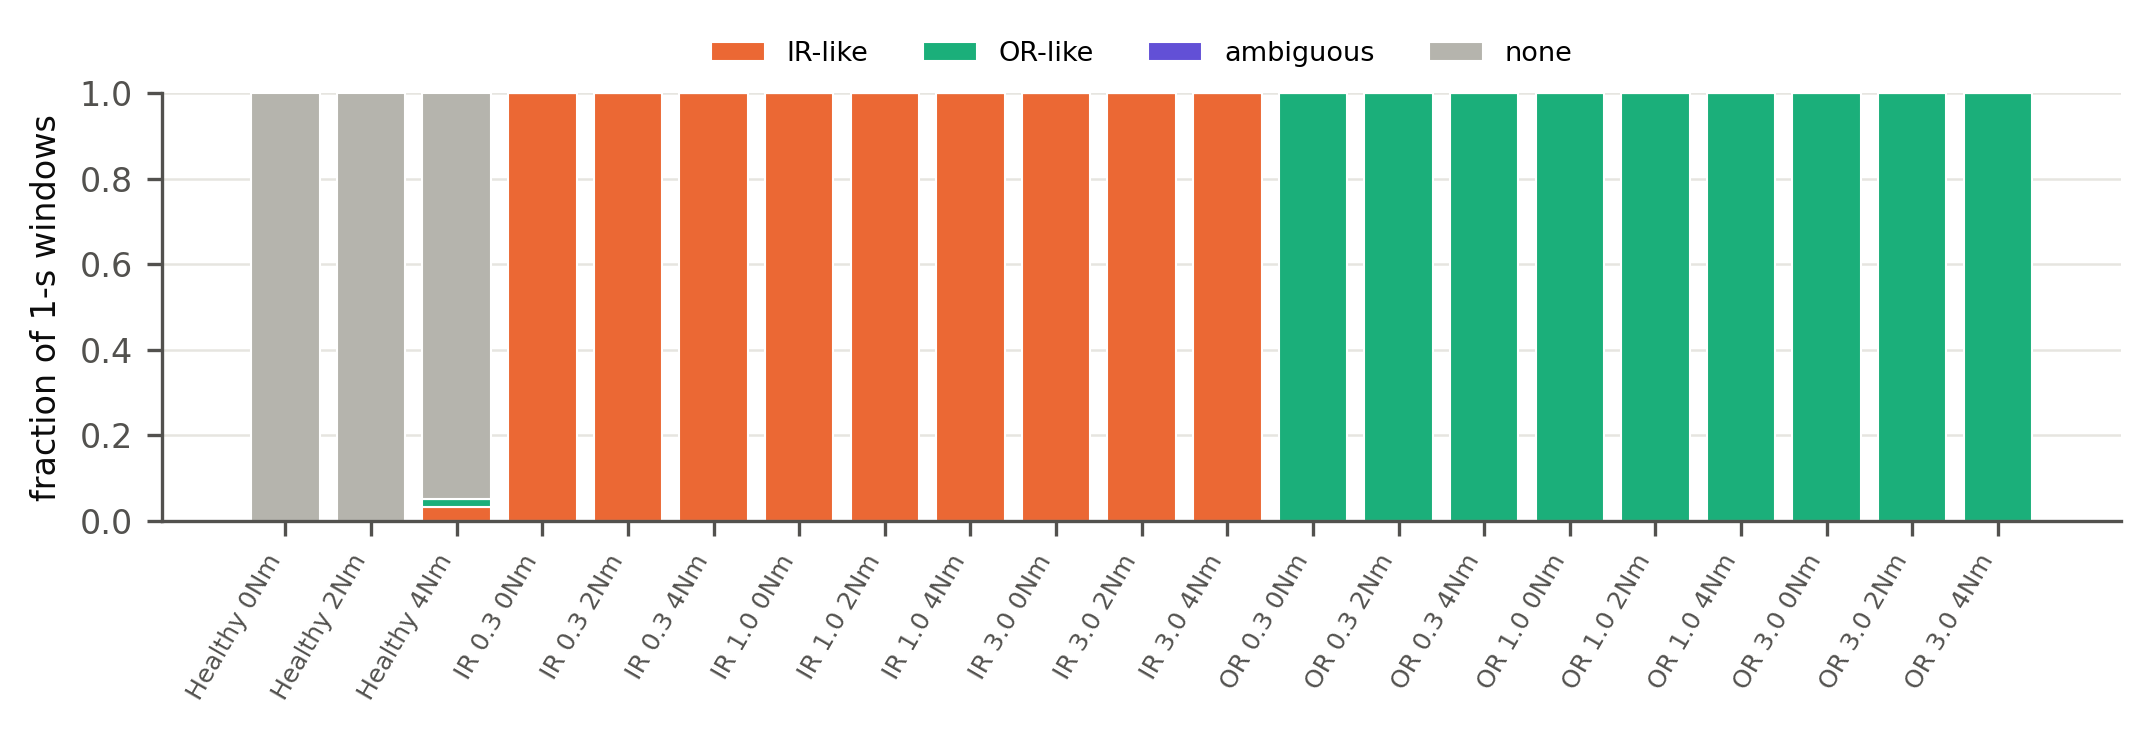 IR-like OR-like ambiguous none
fraction of 1-s windows
1.0
0.8
0.6
0.4
0.2
0.0
Healthy 0Nm
Healthy 2Nm
Healthy 4Nm
IR 0.3 0Nm
IR 0.3 2Nm
IR 0.3 4Nm
IR 1.0 0Nm
IR 1.0 2Nm
IR 1.0 4Nm
IR 3.0 0Nm
IR 3.0 2Nm
IR 3.0 4Nm
OR 0.3 0Nm
OR 0.3 2Nm
OR 0.3 4Nm
OR 1.0 0Nm
OR 1.0 2Nm
OR 1.0 4Nm
OR 3.0 0Nm
OR 3.0 2Nm
OR 3.0 4Nm